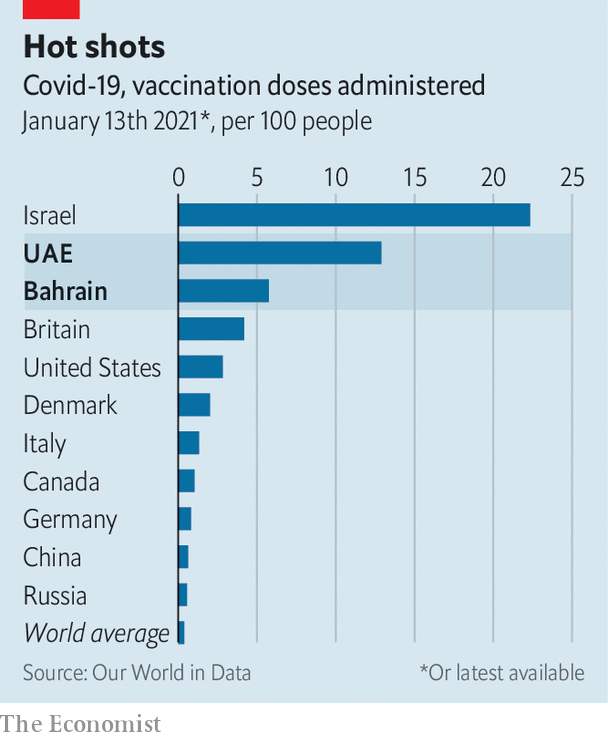 Hot shots
Covid-19, vaccination doses administered
January 13th 2021*, per 100 people
0 5 10 15 20 25
Israel
UAE
Bahrain
Britain
United States
Denmark
Italy
Canada
Germany
China
Russia
World average
Source: Our World in Data *Or latest available
The Economist